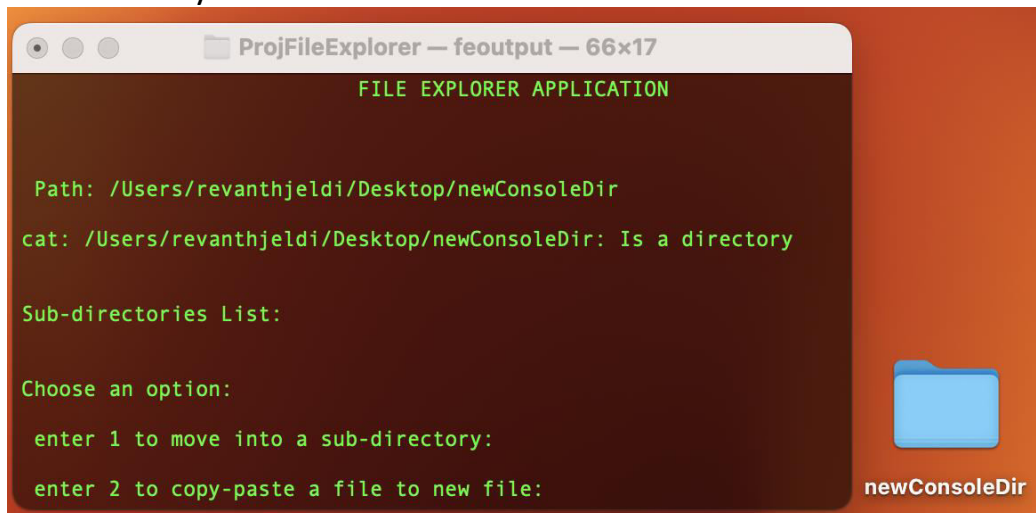 ProjFileExplorer — feoutput — 66×17
FILE EXPLORER APPLICATION
Path: /Users/revanthjeldi/Desktop/newConsoleDir
cat: /Users/revanthjeldi/Desktop/newConsoleDir: Is a directory
Sub-directories List:
Choose an option:
enter 1 to move into a sub-directory:
enter 2 to copy-paste a file to new file:
newConsoleDir